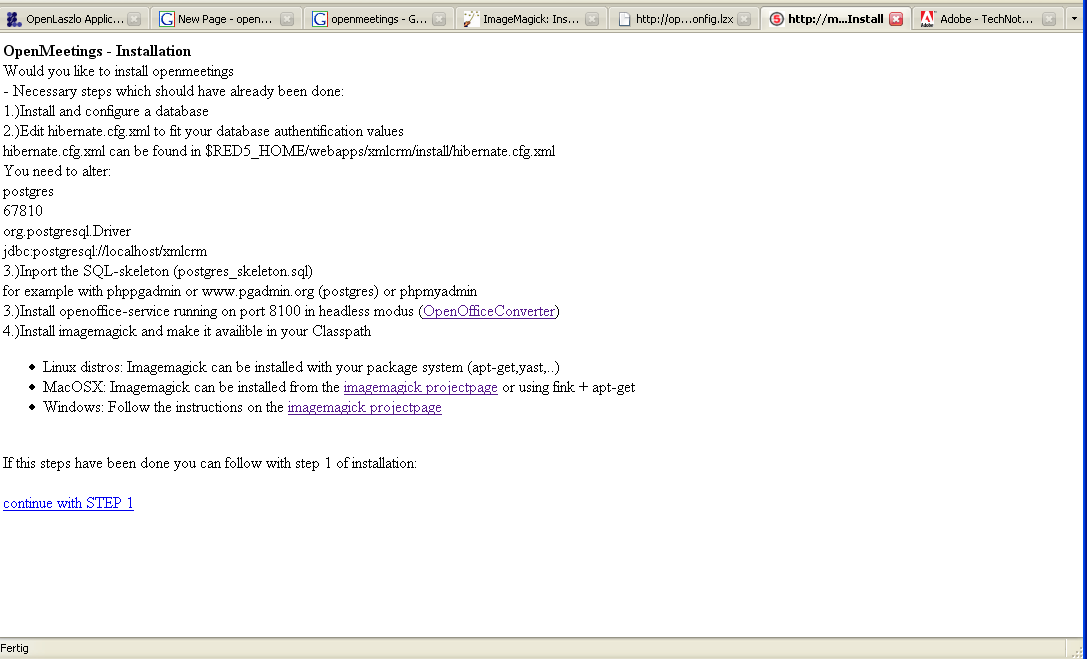 OpenLaszlo Applic...
New Page - open...
openmeetings - G...
ImageMagick: Ins...
http://op...onfig.lzx
http://m...Install
Adobe - TechNot...
OpenMeetings - Installation
Would you like to install openmeetings
- Necessary steps which should have already been done:
1.)Install and configure a database
2.)Edit hibernate.cfg.xml to fit your database authentification values
hibernate.cfg.xml can be found in $RED5_HOME/webapps/xmlcrm/install/hibernate.cfg.xml
You need to alter:
postgres
67810
org.postgresql.Driver
jdbc:postgresql://localhost/xmlcrm
3.)Inport the SQL-skeleton (postgres_skeleton.sql)
for example with phppgadmin or www.pgadmin.org (postgres) or phpmyadmin
3.)Install openoffice-service running on port 8100 in headless modus (OpenOfficeConverter)
4.)Install imagemagick and make it availible in your Classpath
• Linux distros: Imagemagick can be installed with your package system (apt-get,yast,..)
• MacOSX: Imagemagick can be installed from the imagemagick projectpage or using fink + apt-get
• Windows: Follow the instructions on the imagemagick projectpage
If this steps have been done you can follow with step 1 of installation:
continue with STEP 1
Fertig